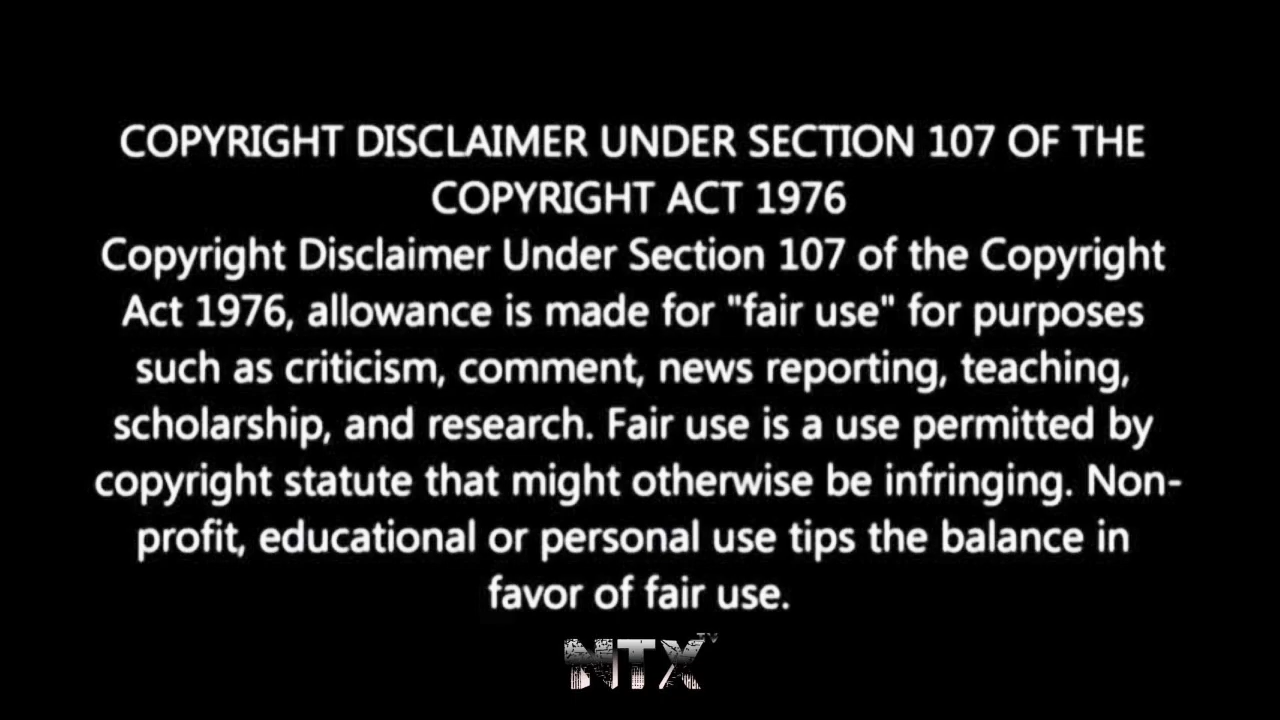 COPYRIGHT DISCLAIMER UNDER SECTION 107 OF THE
COPYRIGHT ACT 1976
Copyright Disclaimer Under Section 107 of the Copyright
Act 1976, allowance is made for "fair use" for purposes
such as criticism, comment, news reporting, teaching,
scholarship, and research. Fair use is a use permitted by
copyright statute that might otherwise be infringing. Non-
profit, educational or personal use tips the balance in
favor of fair use.
NTX TV